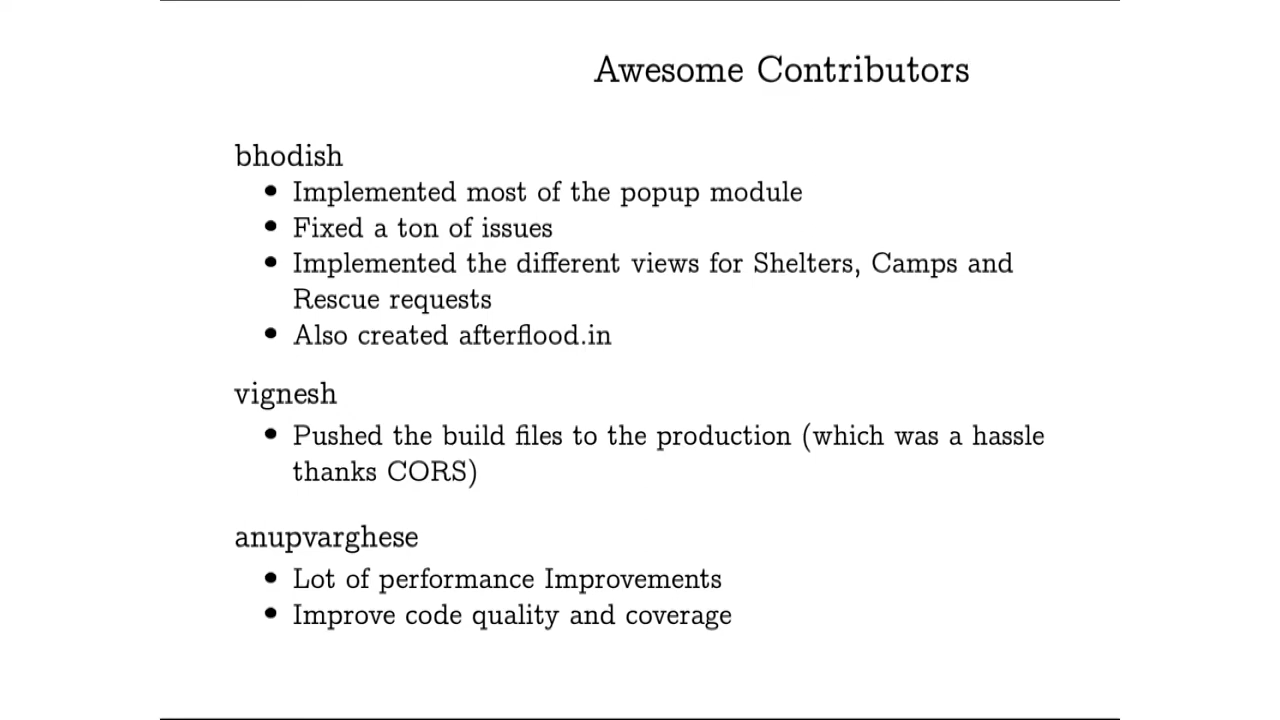 Awesome Contributors
bhodish
• Implemented most of the popup module
• Fixed a ton of issues
• Implemented the different views for Shelters, Camps and
Rescue requests
• Also created afterflood.in
vignesh
• Pushed the build files to the production (which was a hassle
thanks CORS)
anupvarghese
• Lot of performance Improvements
• Improve code quality and coverage